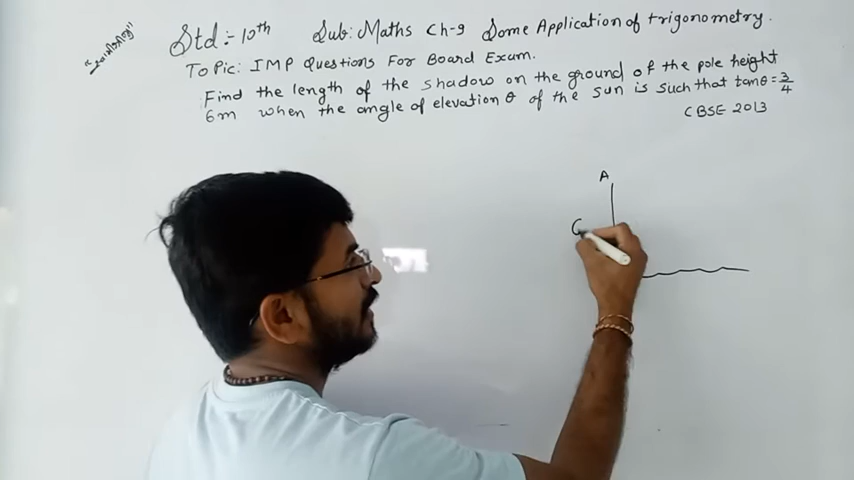 Std :- 10th Sub: Maths Ch-9 Some Application of trigonometry.
Topic: IMP Questions For Board Exam.
Find the length of the shadow on the ground of the pole height
6m when the angle of elevation θ of the sun is such that tanθ = 3/4
CBSE 2013
A
6